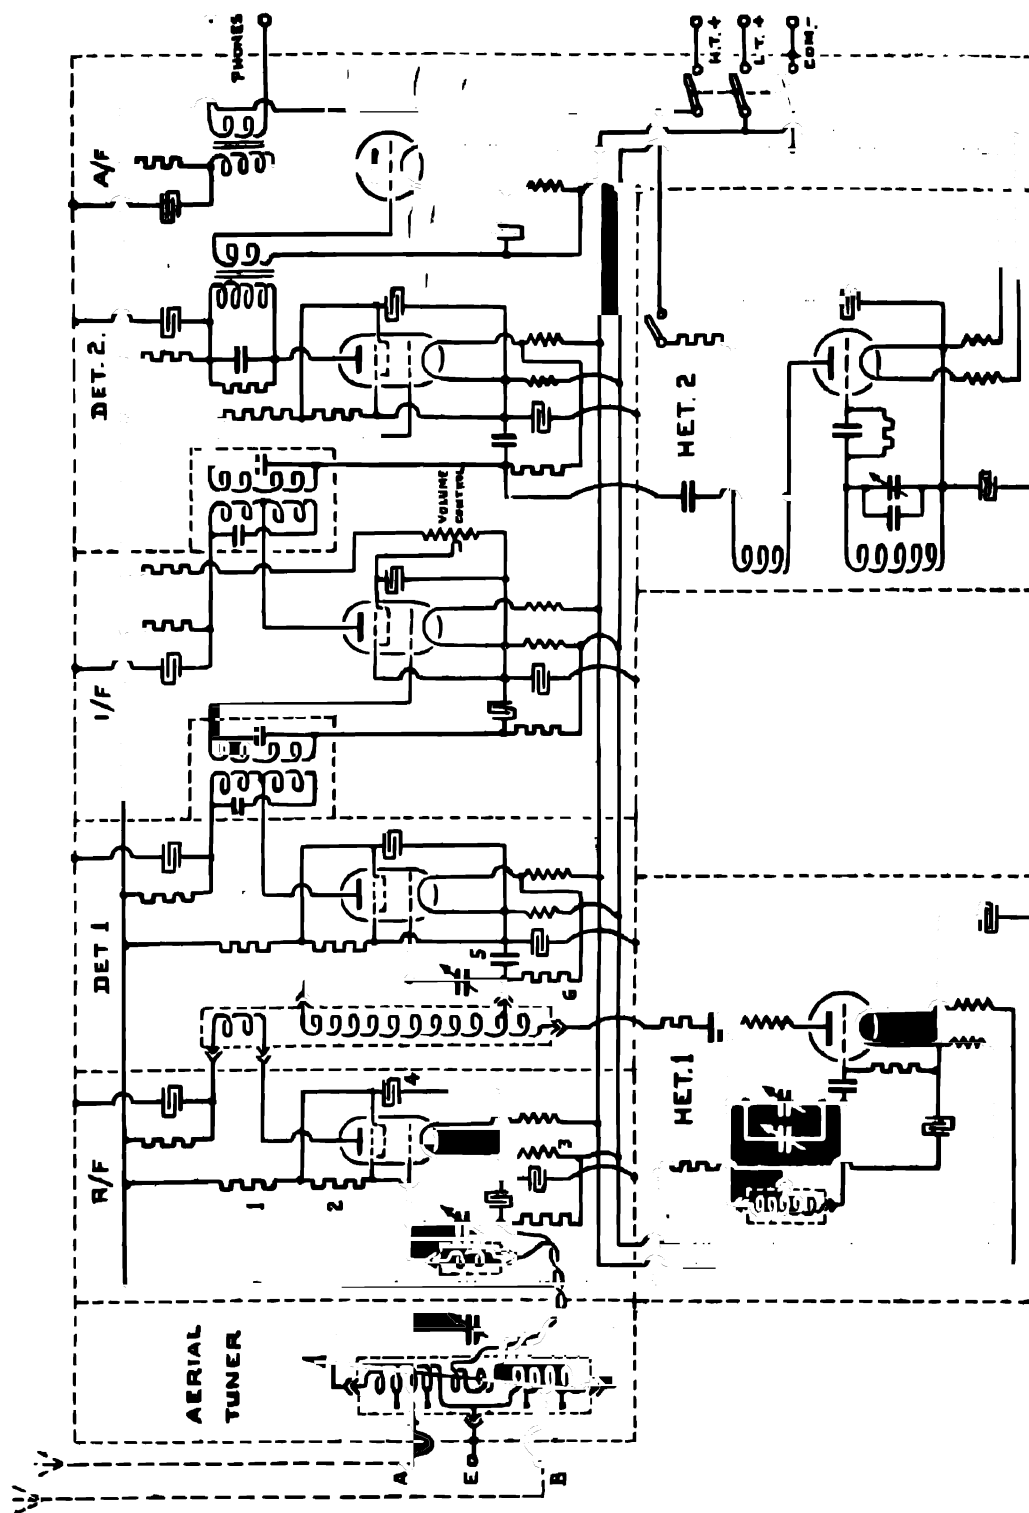 PHONES
H.T.+
L.T.+
COM-
A/F
DET. 2.
VOLUME
CONTROL
HET. 2
I/F
DET 1
5
6
4
HET. 1
R/F
1
2
3
AERIAL
TUNER
A
E
B